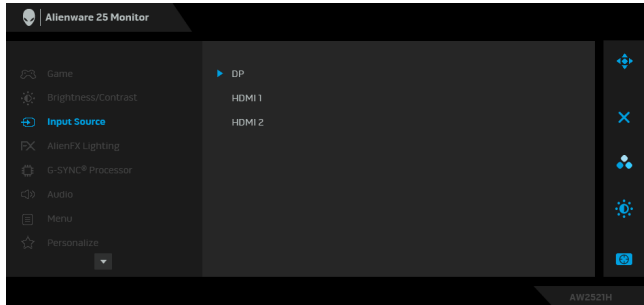 Alienware 25 Monitor
Game
Brightness/Contrast
Input Source
AlienFX Lighting
G-SYNC® Processor
Audio
Menu
Personalize
DP
HDMI 1
HDMI 2
AW2521H